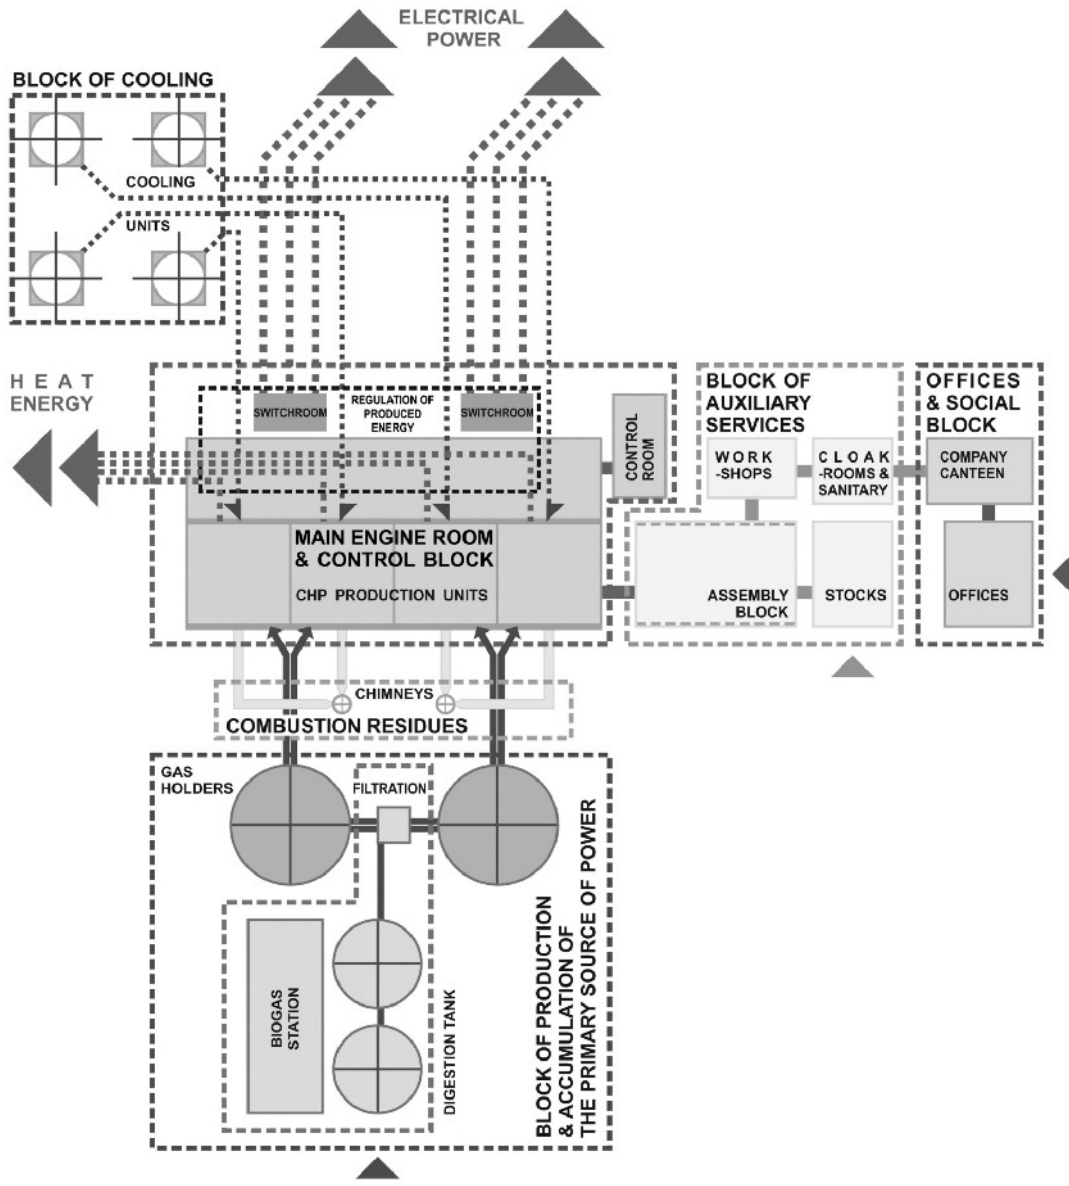 ELECTRICAL
POWER
BLOCK OF COOLING
COOLING
UNITS
HEAT
ENERGY
SWITCHROOM
REGULATION OF
PRODUCED
ENERGY
SWITCHROOM
CONTROL
ROOM
BLOCK OF
AUXILIARY
SERVICES
OFFICES
& SOCIAL
BLOCK
WORK
-SHOPS
CLOAK
-ROOMS &
SANITARY
COMPANY
CANTEEN
MAIN ENGINE ROOM
& CONTROL BLOCK
CHP PRODUCTION UNITS
ASSEMBLY
BLOCK
STOCKS
OFFICES
CHIMNEYS
COMBUSTION RESIDUES
GAS
HOLDERS
FILTRATION
BIOGAS
STATION
DIGESTION TANK
BLOCK OF PRODUCTION
& ACCUMULATION OF
THE PRIMARY SOURCE OF POWER